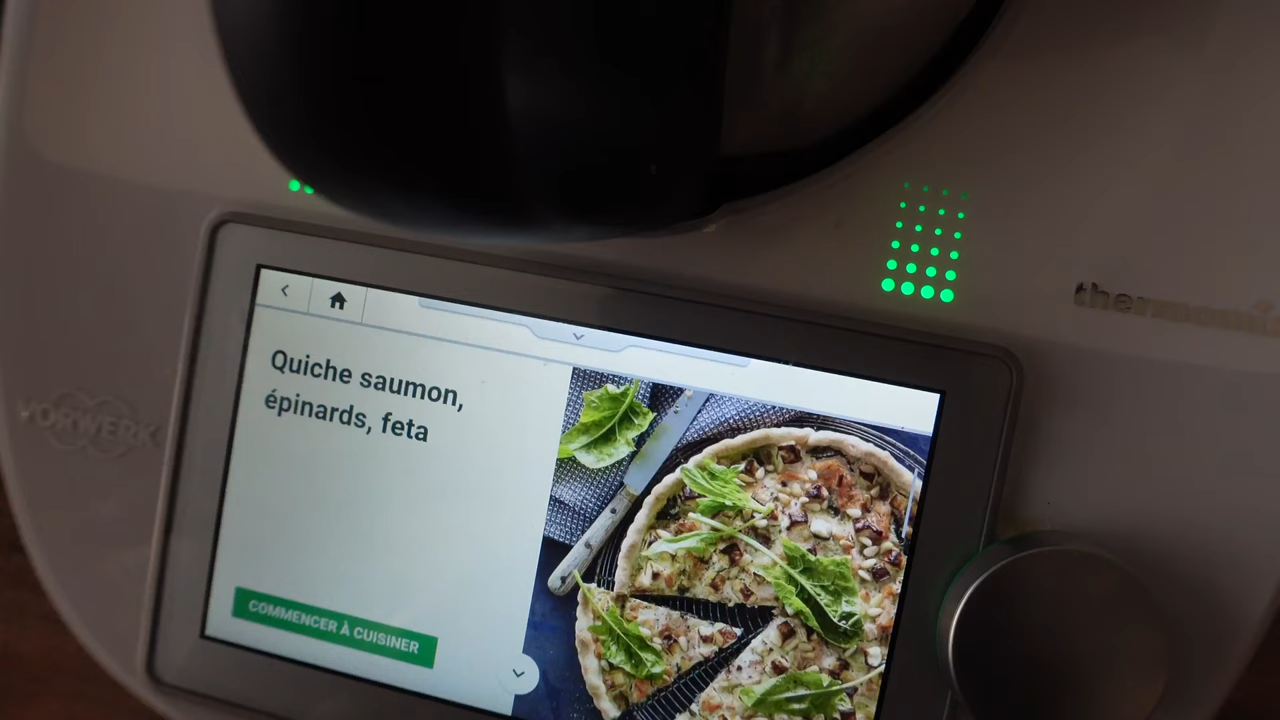 thermomix
Quiche saumon,
épinards, feta
VORWERK
COMMENCER À CUISINER